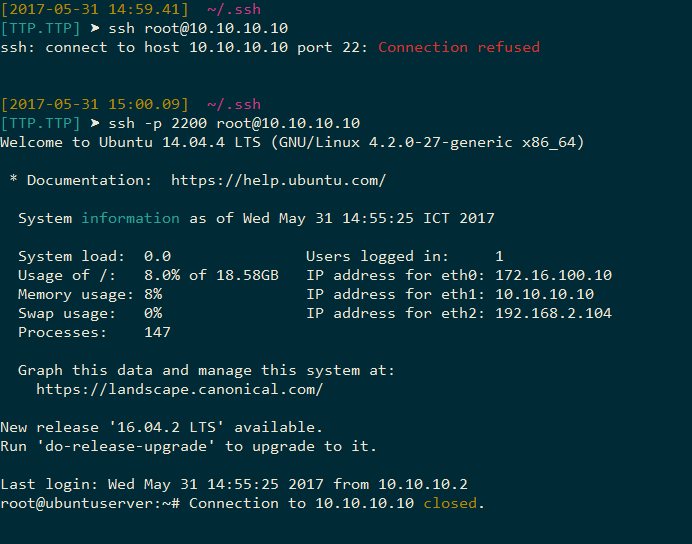 [2017-05-31 14:59.41]  ~/.ssh
[TTP.TTP] ➤ ssh root@10.10.10.10
ssh: connect to host 10.10.10.10 port 22: Connection refused
[2017-05-31 15:00.09]  ~/.ssh
[TTP.TTP] ➤ ssh -p 2200 root@10.10.10.10
Welcome to Ubuntu 14.04.4 LTS (GNU/Linux 4.2.0-27-generic x86_64)
 * Documentation:  https://help.ubuntu.com/
  System information as of Wed May 31 14:55:25 ICT 2017
  System load:  0.0               Users logged in:     1
  Usage of /:   8.0% of 18.58GB   IP address for eth0: 172.16.100.10
  Memory usage: 8%                IP address for eth1: 10.10.10.10
  Swap usage:   0%                IP address for eth2: 192.168.2.104
  Processes:    147
  Graph this data and manage this system at:
    https://landscape.canonical.com/
New release '16.04.2 LTS' available.
Run 'do-release-upgrade' to upgrade to it.
Last login: Wed May 31 14:55:25 2017 from 10.10.10.2
root@ubuntuserver:~# Connection to 10.10.10.10 closed.